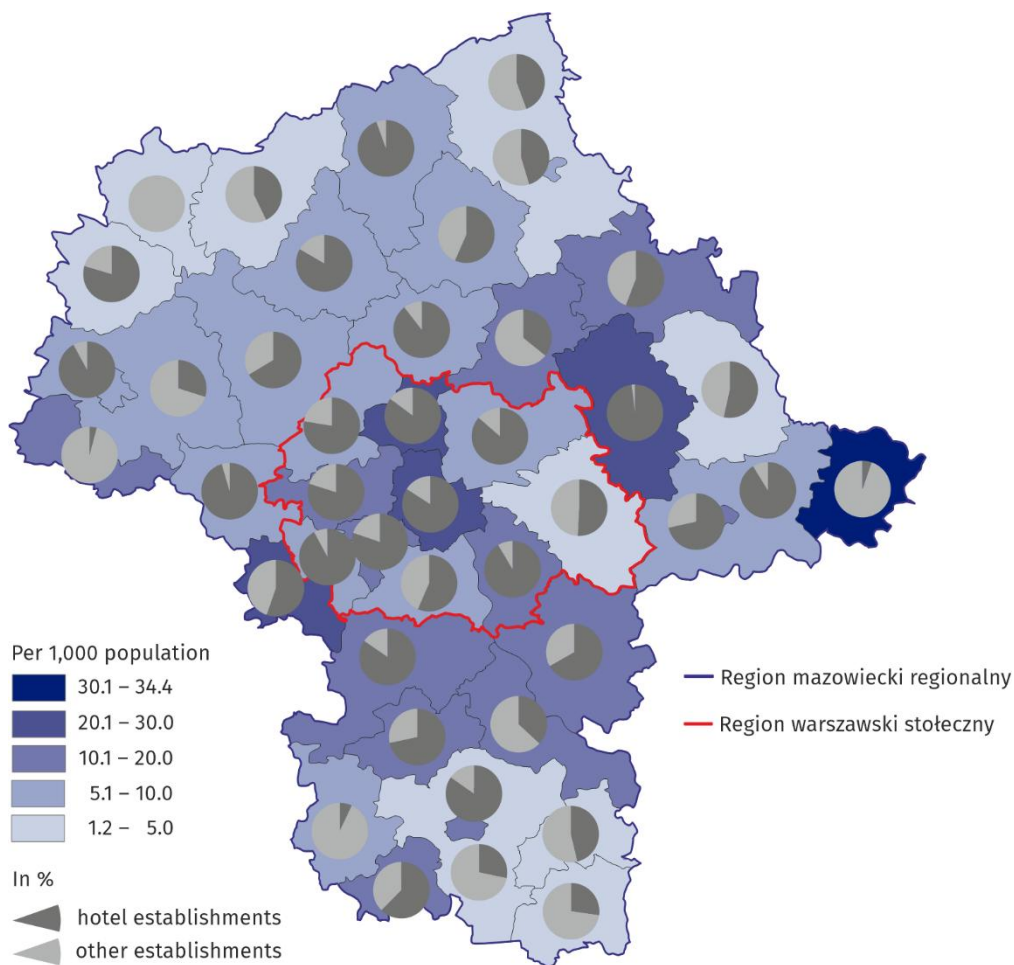 Per 1,000 population
30.1 – 34.4
20.1 – 30.0
10.1 – 20.0
5.1 – 10.0
1.2 – 5.0
In %
hotel establishments
other establishments
Region mazowiecki regionalny
Region warszawski stołeczny